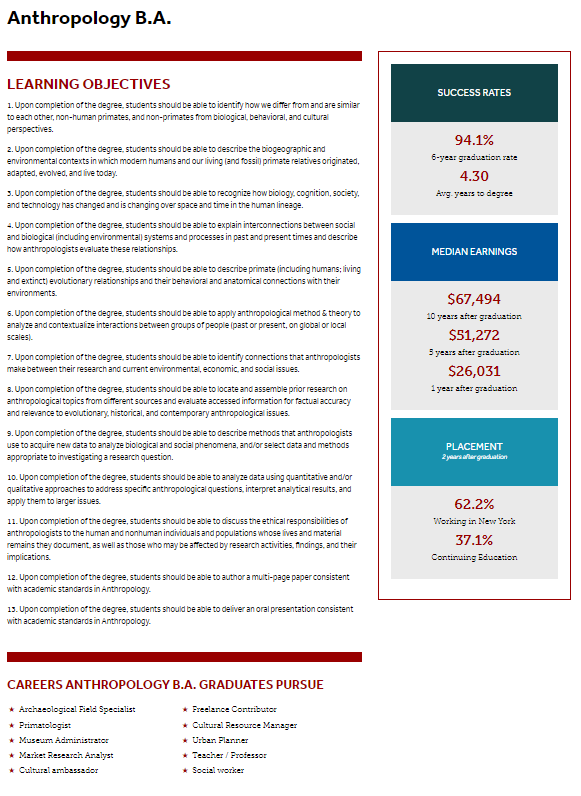 Anthropology B.A.
LEARNING OBJECTIVES
1. Upon completion of the degree, students should be able to identify how we differ from and are similar
to each other, non-human primates, and non-primates from biological, behavioral, and cultural
perspectives.
2. Upon completion of the degree, students should be able to describe the biogeographic and
environmental contexts in which modern humans and our living (and fossil) primate relatives originated,
adapted, evolved, and live today.
3. Upon completion of the degree, students should be able to recognize how biology, cognition, society,
and technology has changed and is changing over space and time in the human lineage.
4. Upon completion of the degree, students should be able to explain interconnections between social
and biological (including environmental) systems and processes in past and present times and describe
how anthropologists evaluate these relationships.
5. Upon completion of the degree, students should be able to describe primate (including humans; living
and extinct) evolutionary relationships and their behavioral and anatomical connections with their
environments.
6. Upon completion of the degree, students should be able to apply anthropological method & theory to
analyze and contextualize interactions between groups of people (past or present, on global or local
scales).
7. Upon completion of the degree, students should be able to identify connections that anthropologists
make between their research and current environmental, economic, and social issues.
8. Upon completion of the degree, students should be able to locate and assemble prior research on
anthropological topics from different sources and evaluate accessed information for factual accuracy
and relevance to evolutionary, historical, and contemporary anthropological issues.
9. Upon completion of the degree, students should be able to describe methods that anthropologists
use to acquire new data to analyze biological and social phenomena, and/or select data and methods
appropriate to investigating a research question.
10. Upon completion of the degree, students should be able to analyze data using quantitative and/or
qualitative approaches to address specific anthropological questions, interpret analytical results, and
apply them to larger issues.
11. Upon completion of the degree, students should be able to discuss the ethical responsibilities of
anthropologists to the human and nonhuman individuals and populations whose lives and material
remains they document, as well as those who may be affected by research activities, findings, and their
implications.
12. Upon completion of the degree, students should be able to author a multi-page paper consistent
with academic standards in Anthropology.
13. Upon completion of the degree, students should be able to deliver an oral presentation consistent
with academic standards in Anthropology.
SUCCESS RATES
94.1%
6-year graduation rate
4.30
Avg. years to degree
MEDIAN EARNINGS
$67,494
10 years after graduation
$51,272
5 years after graduation
$26,031
1 year after graduation
PLACEMENT
2 years after graduation
62.2%
Working in New York
37.1%
Continuing Education
CAREERS ANTHROPOLOGY B.A. GRADUATES PURSUE
★ Archaeological Field Specialist
★ Primatologist
★ Museum Administrator
★ Market Research Analyst
★ Cultural ambassador
★ Freelance Contributor
★ Cultural Resource Manager
★ Urban Planner
★ Teacher / Professor
★ Social worker